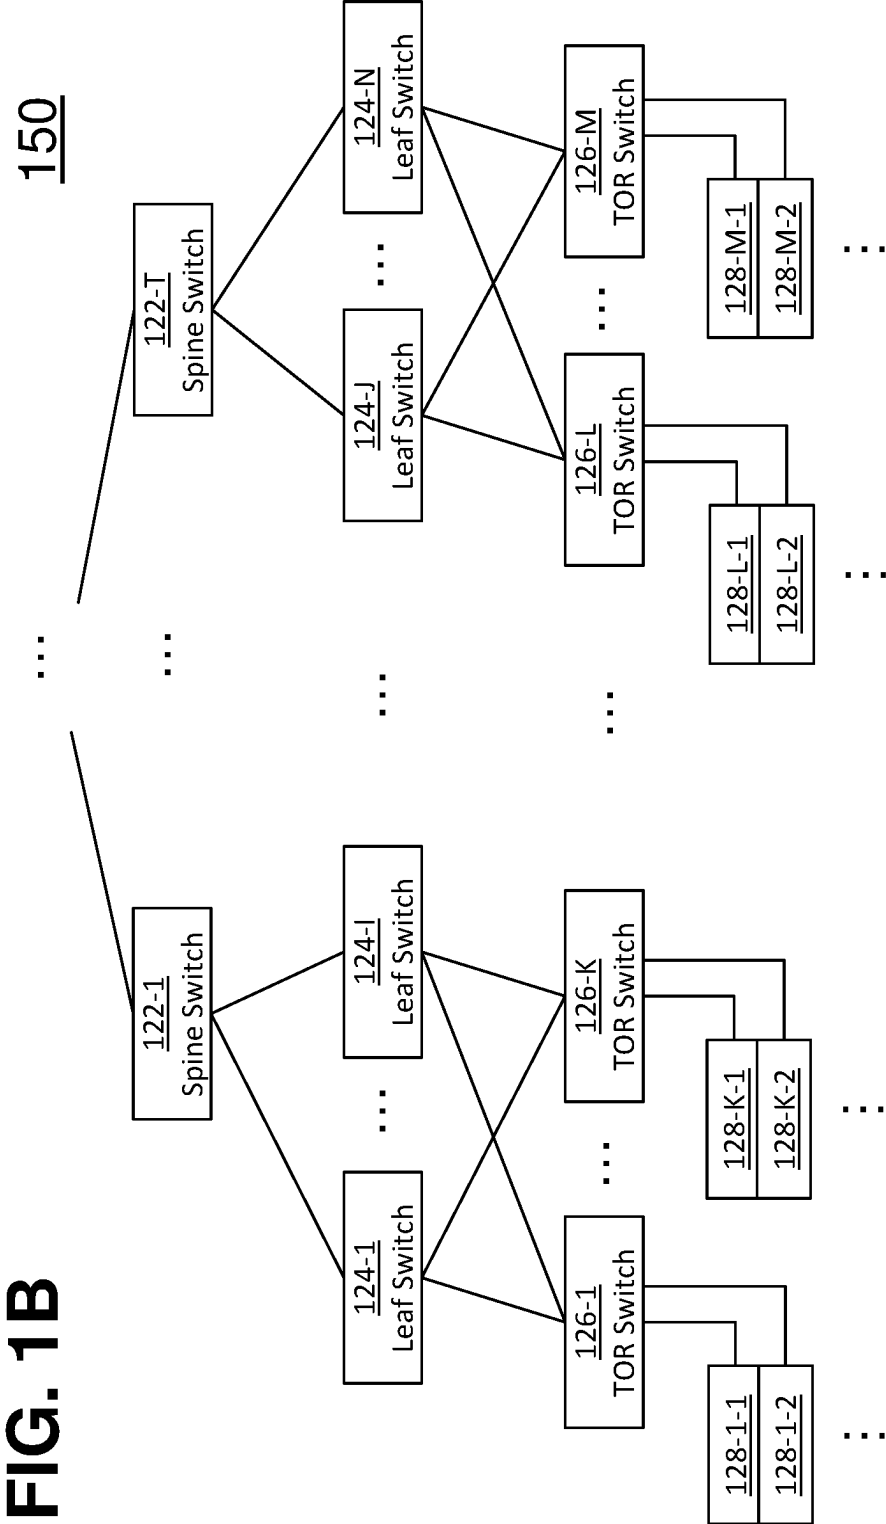 FIG. 1B
150
...
122-1
Spine Switch
...
122-T
Spine Switch
124-1
Leaf Switch
...
124-I
Leaf Switch
...
124-J
Leaf Switch
...
124-N
Leaf Switch
126-1
TOR Switch
...
126-K
TOR Switch
...
126-L
TOR Switch
...
126-M
TOR Switch
128-1-1
128-1-2
...
128-K-1
128-K-2
...
128-L-1
128-L-2
...
128-M-1
128-M-2
...